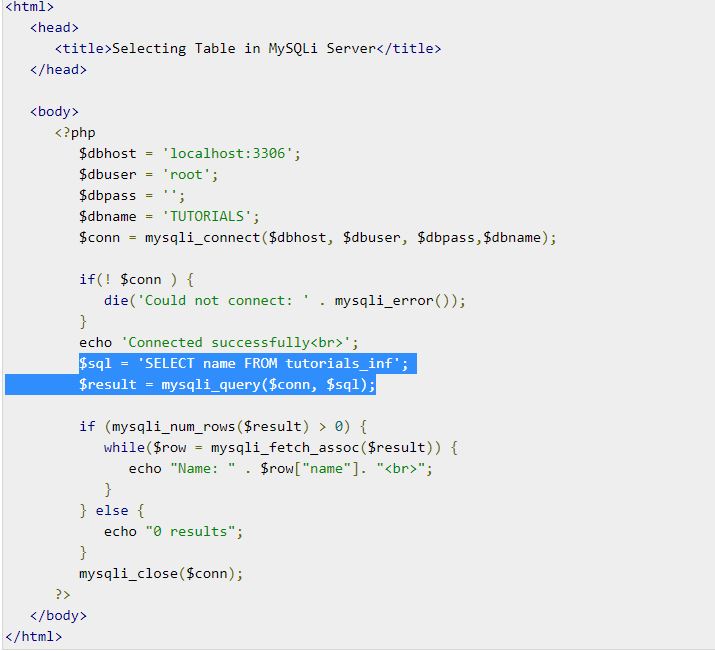 <html>
<head>
<title>Selecting Table in MySQLi Server</title>
</head>
<body>
<?php
$dbhost = 'localhost:3306';
$dbuser = 'root';
$dbpass = '';
$dbname = 'TUTORIALS';
$conn = mysqli_connect($dbhost, $dbuser, $dbpass,$dbname);
if(! $conn ) {
die('Could not connect: ' . mysqli_error());
}
echo 'Connected successfully<br>';
$sql = 'SELECT name FROM tutorials_inf';
$result = mysqli_query($conn, $sql);
if (mysqli_num_rows($result) > 0) {
while($row = mysqli_fetch_assoc($result)) {
echo "Name: " . $row["name"]. "<br>";
}
} else {
echo "0 results";
}
mysqli_close($conn);
?>
</body>
</html>